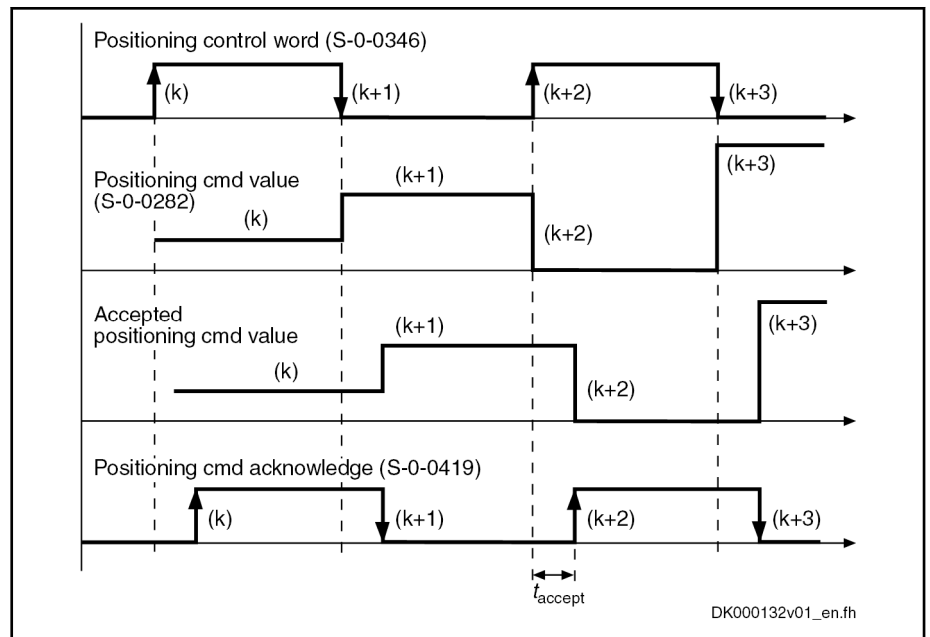 Positioning control word (S-0-0346)
(k)
(k+1)
(k+2)
(k+3)
Positioning cmd value
(S-0-0282)
(k)
(k+1)
(k+2)
(k+3)
Accepted
positioning cmd value
(k)
(k+1)
(k+2)
(k+3)
Positioning cmd acknowledge (S-0-0419)
(k)
(k+1)
(k+2)
(k+3)
taccept
DK000132v01_en.fh